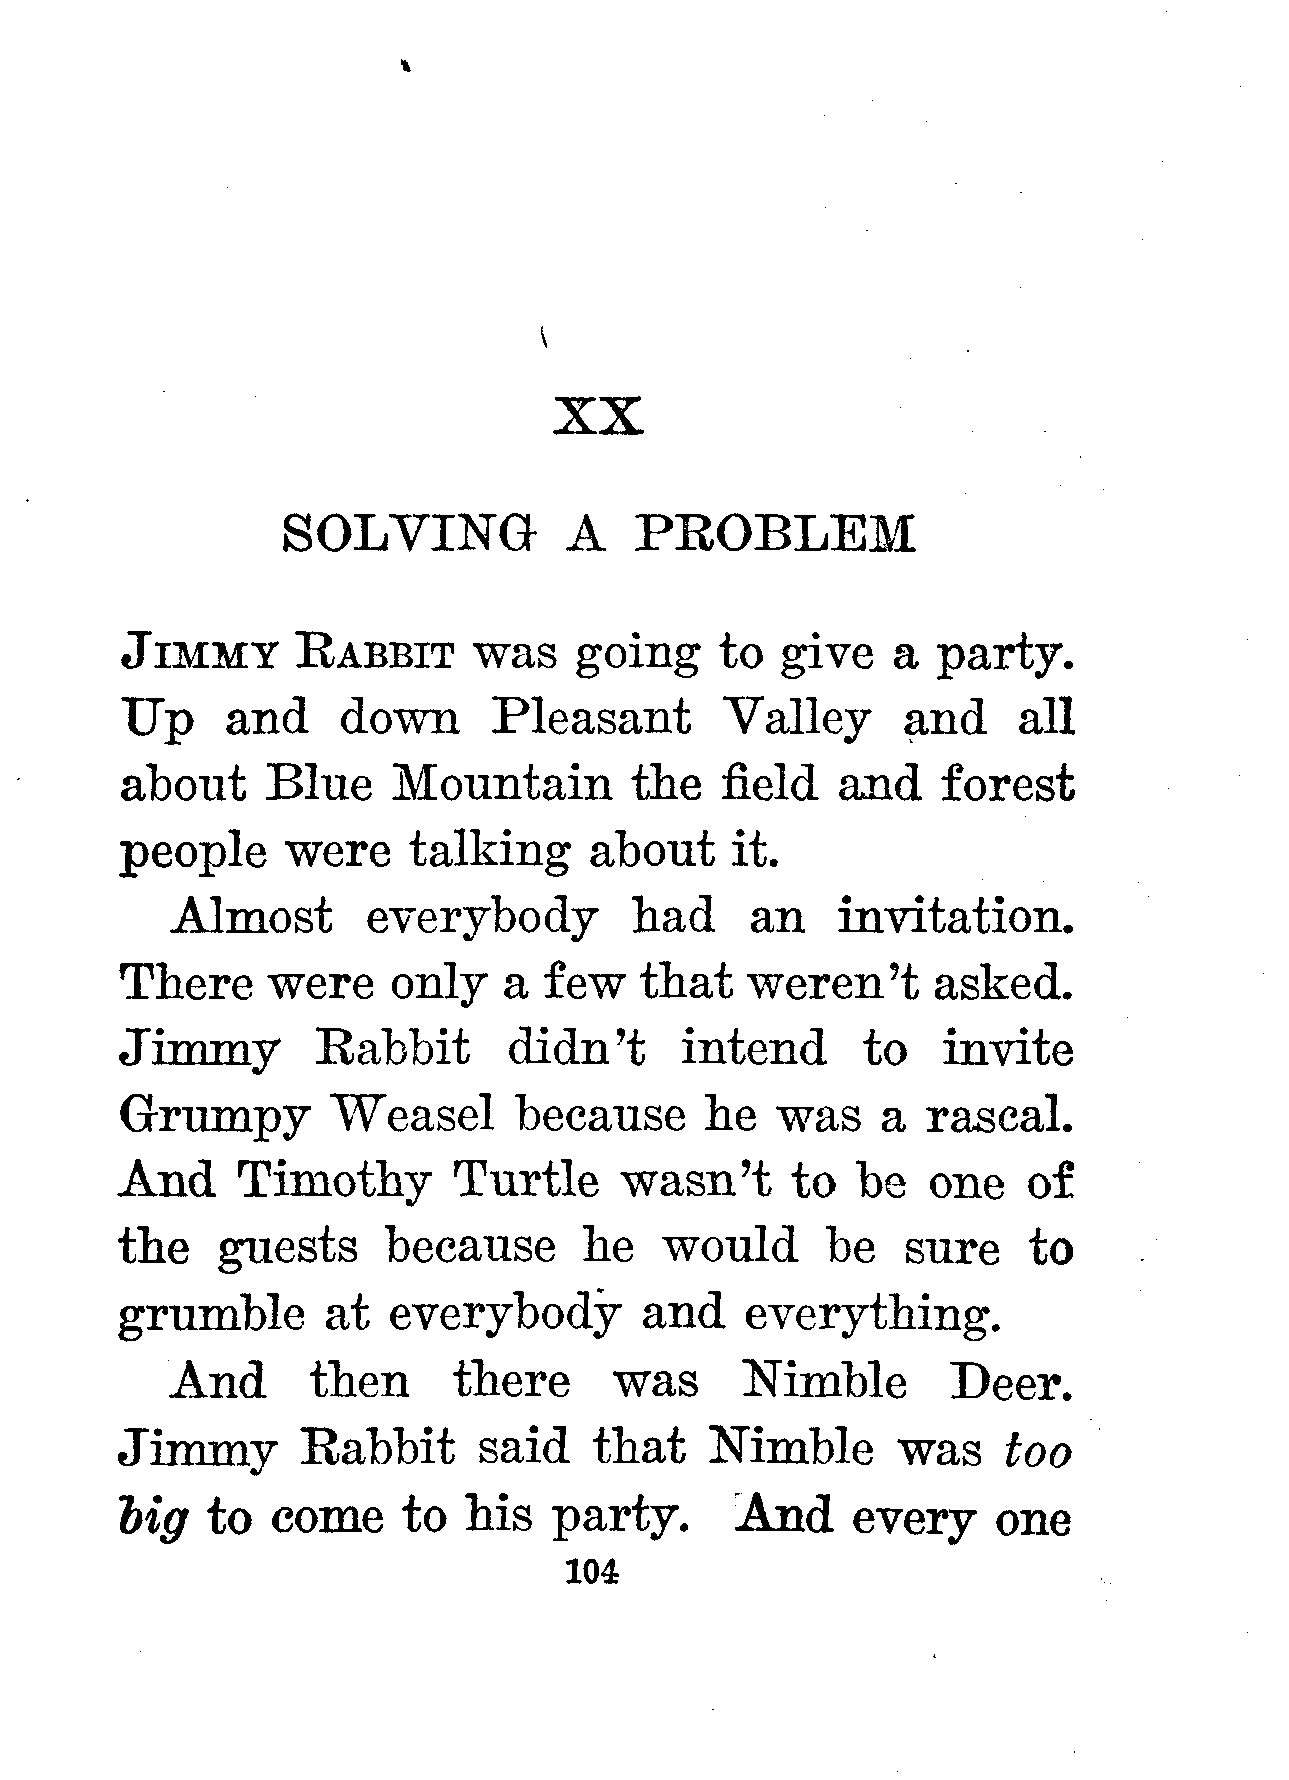 XX
SOLVING A PROBLEM
JIMMY RABBIT was going to give a party.
Up and down Pleasant Valley and all
about Blue Mountain the field and forest
people were talking about it.
Almost everybody had an invitation.
There were only a few that weren't asked.
Jimmy Rabbit didn't intend to invite
Grumpy Weasel because he was a rascal.
And Timothy Turtle wasn't to be one of
the guests because he would be sure to
grumble at everybody and everything.
And then there was Nimble Deer.
Jimmy Rabbit said that Nimble was too
big to come to his party. And every one
104